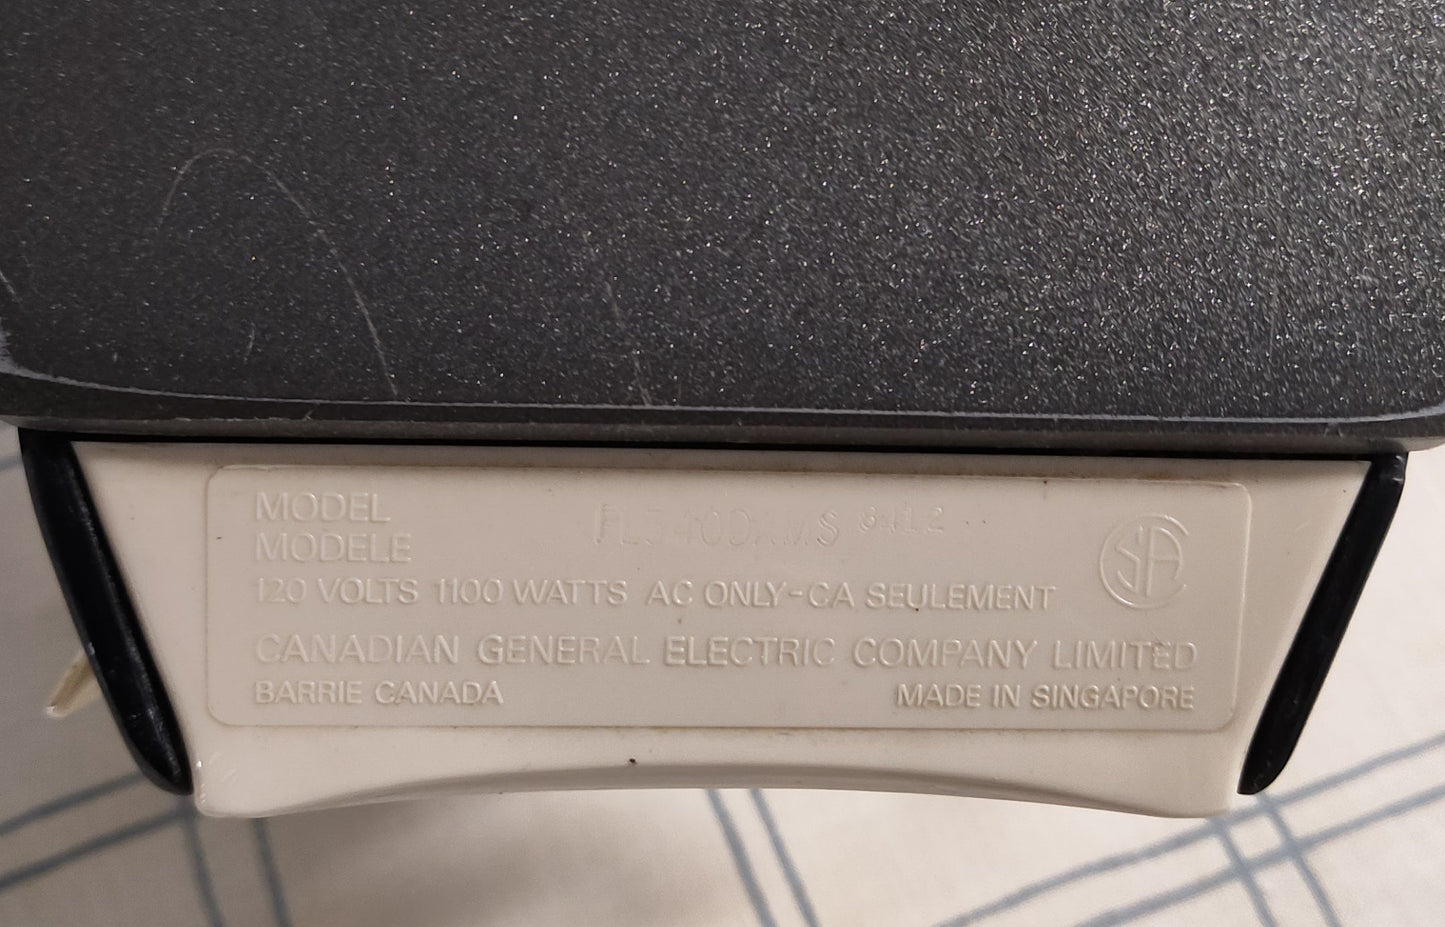 MODEL
MODELE
120 VOLTS 1100 WATTS AC ONLY-CA SEULEMENT
CANADIAN GENERAL ELECTRIC COMPANY LIMITED
BARRIE CANADA
MADE IN SINGAPORE